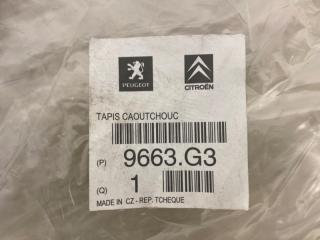 PEUGEOT CITROËN
TAPIS CAOUTCHOUC
(P) 9663.G3
(Q) 1
MADE IN CZ - REP. TCHEQUE